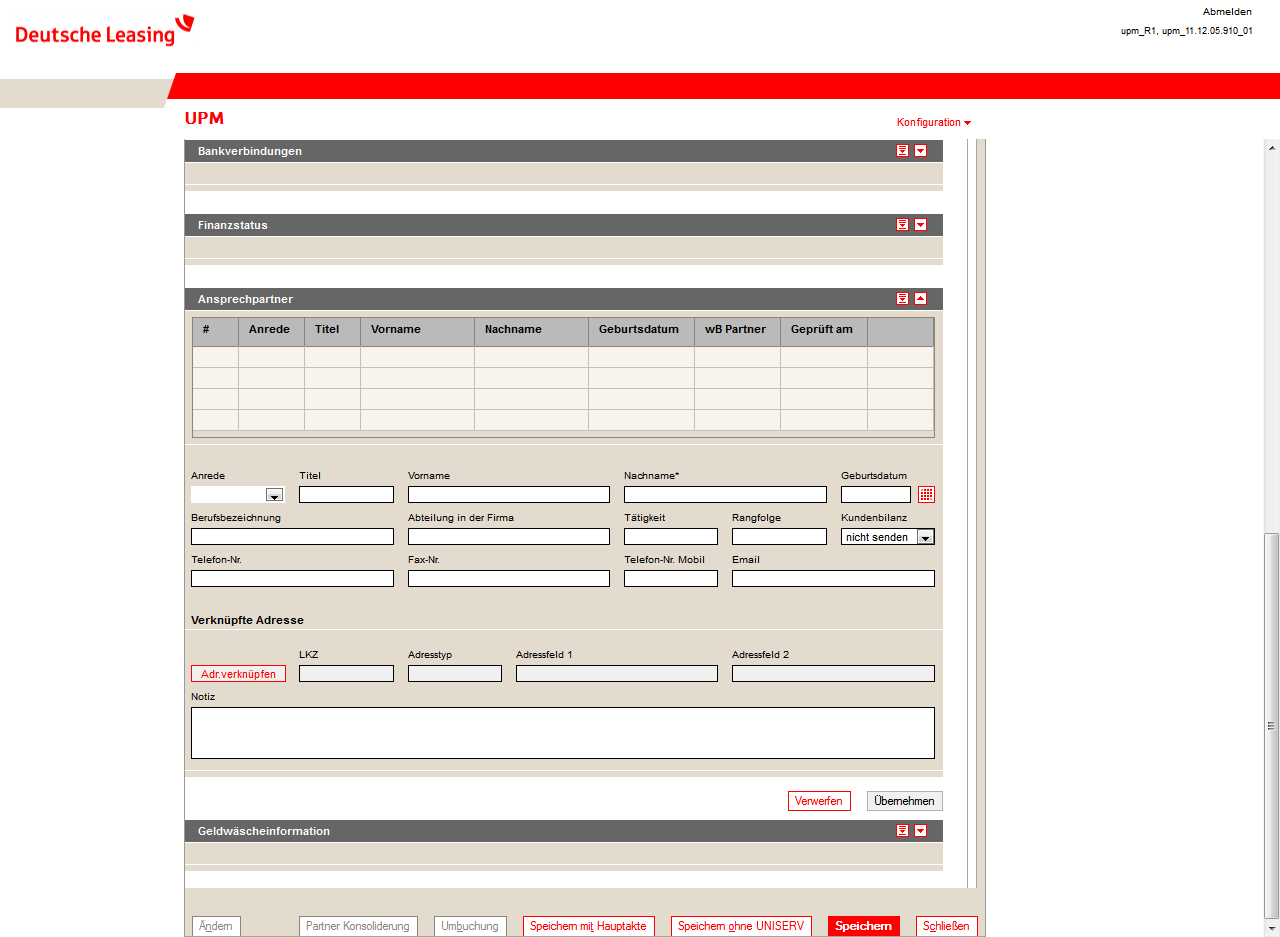 Abmelden
Deutsche Leasing
upm_R1, upm_11.12.05.910_01
UPM
Konfiguration
Bankverbindungen
Finanzstatus
Ansprechpartner
# Anrede Titel Vorname Nachname Geburtsdatum wB Partner Geprüft am
Anrede Titel Vorname Nachname* Geburtsdatum
Berufsbezeichnung Abteilung in der Firma Tätigkeit Rangfolge Kundenbilanz
nicht senden
Telefon-Nr. Fax-Nr. Telefon-Nr. Mobil Email
Verknüpfte Adresse
LKZ Adresstyp Adressfeld 1 Adressfeld 2
Adr.verknüpfen
Notiz
Verwerfen Übernehmen
Geldwäscheinformation
Ändern Partner Konsolidierung Umbuchung Speichern mit Hauptakte Speichern ohne UNISERV Speichern Schließen